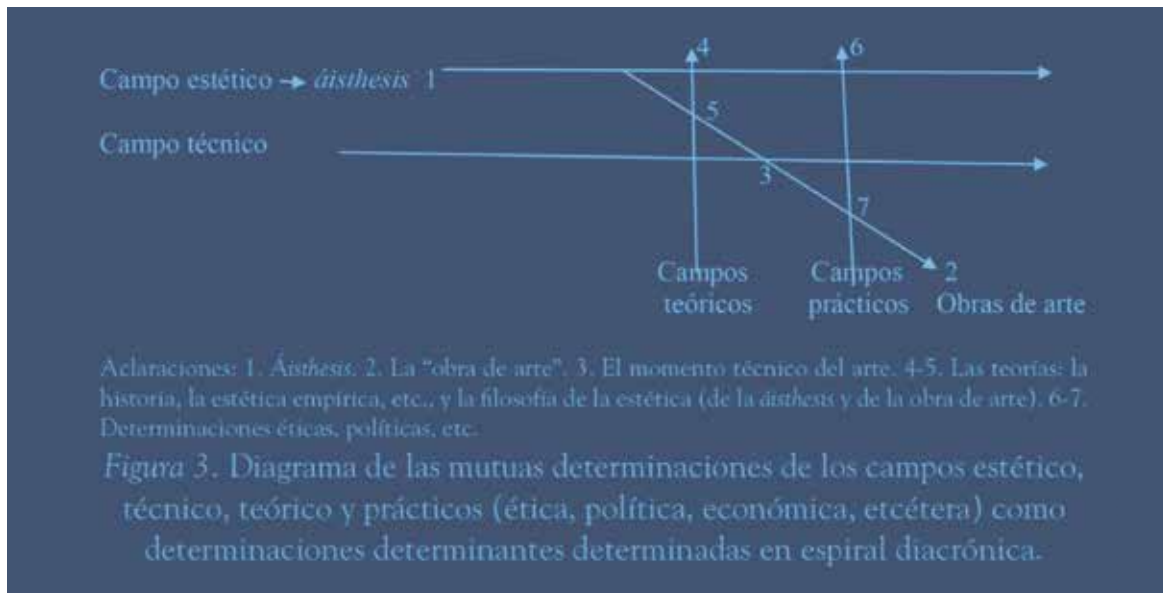 4 6
Campo estético → áisthesis 1
5
Campo técnico
3
7
Campos Campos 2
teóricos prácticos Obras de arte
Aclaraciones: 1. Áisthesis. 2. La “obra de arte”. 3. El momento técnico del arte. 4-5. Las teorías: la
historia, la estética empírica, etc., y la filosofía de la estética (de la áisthesis y de la obra de arte). 6-7.
Determinaciones éticas, políticas, etc.
Figura 3. Diagrama de las mutuas determinaciones de los campos estético,
técnico, teórico y prácticos (ética, política, económica, etcétera) como
determinaciones determinantes determinadas en espiral diacrónica.